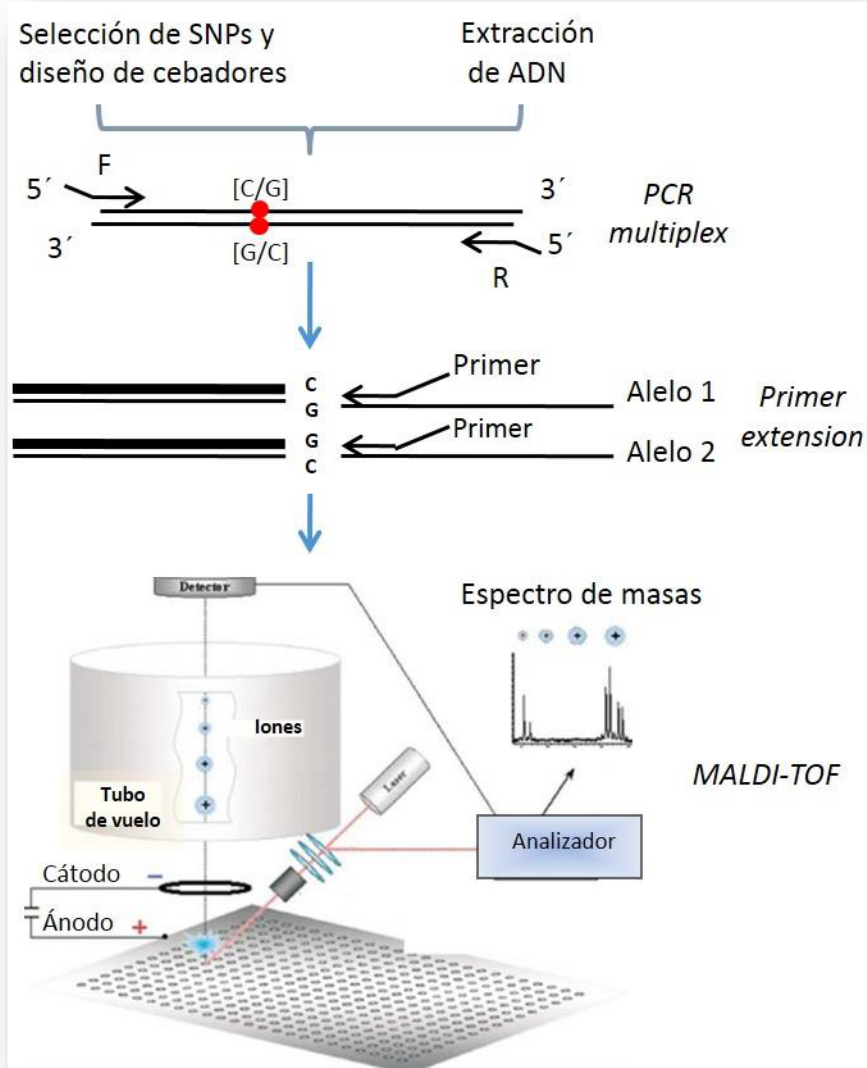 Selección de SNPs y
diseño de cebadores
Extracción
de ADN
F
5´
[C/G]
3´
PCR
multiplex
3´
[G/C]
5´
R
Primer
C
G
Alelo 1
Primer
extension
Primer
G
C
Alelo 2
Detector
Espectro de masas
Iones
Laser
MALDI-TOF
Tubo
de vuelo
Analizador
Cátodo –
Ánodo +